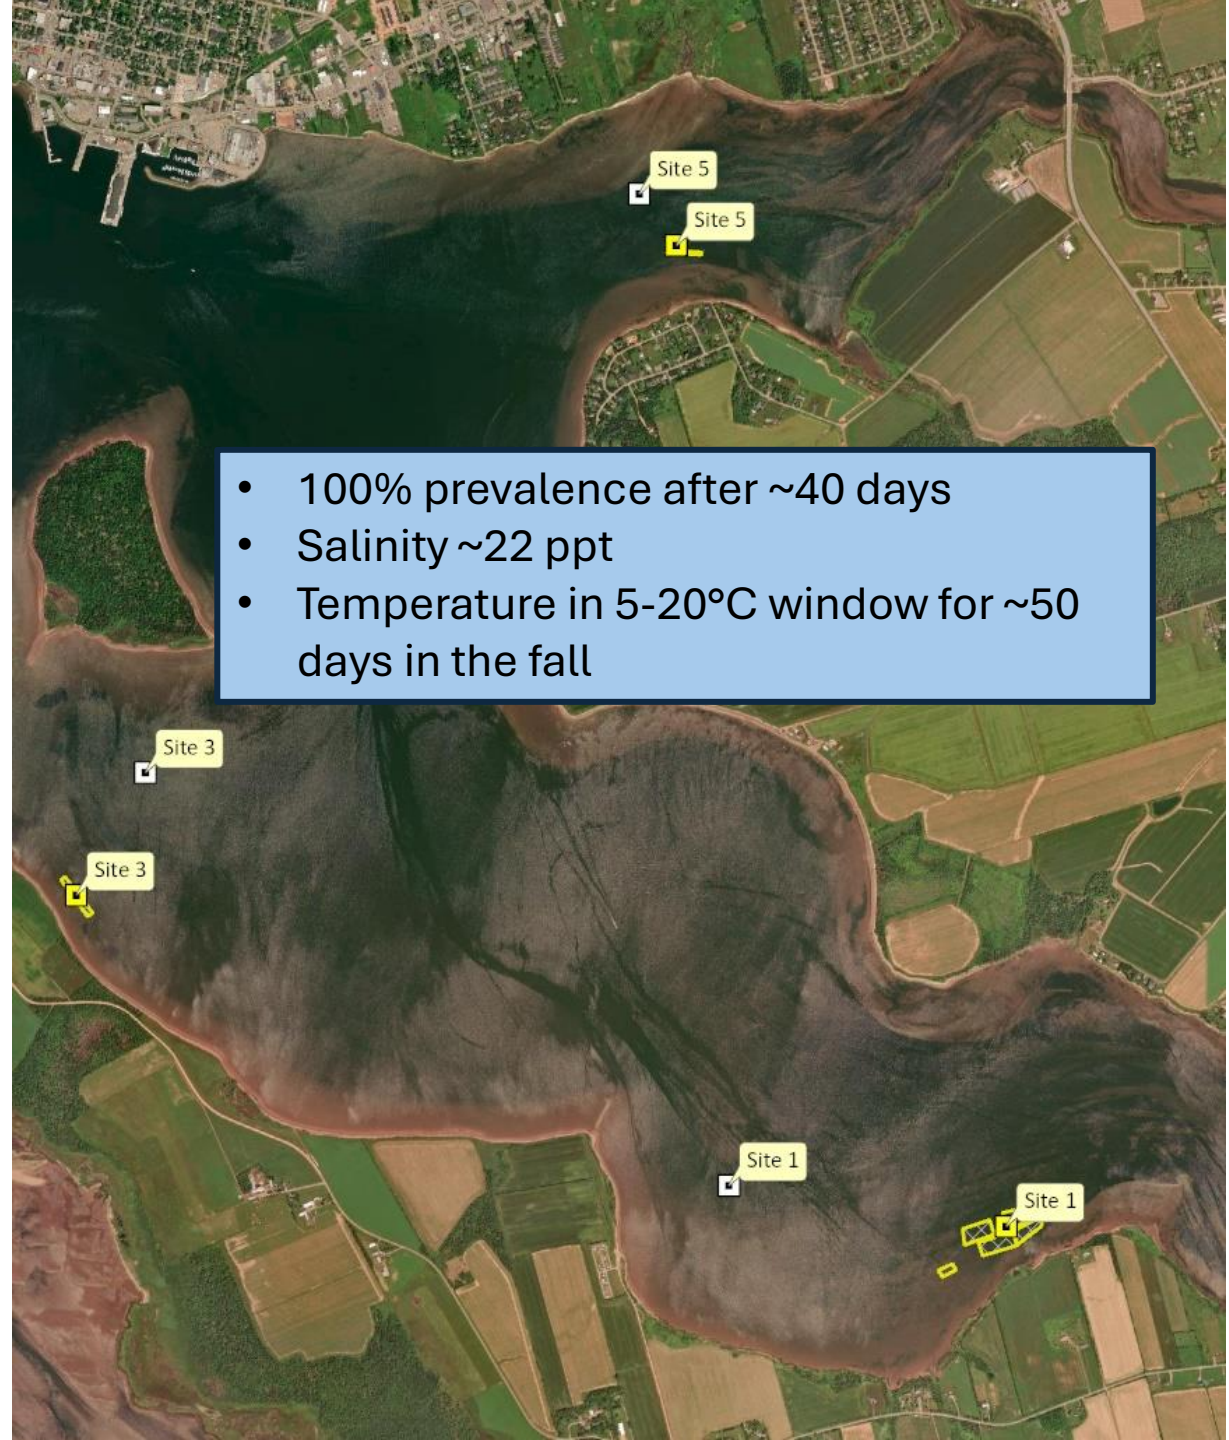 Site 5
Site 5
• 100% prevalence after ~40 days
• Salinity ~22 ppt
• Temperature in 5-20°C window for ~50
days in the fall
Site 3
Site 3
Site 1
Site 1